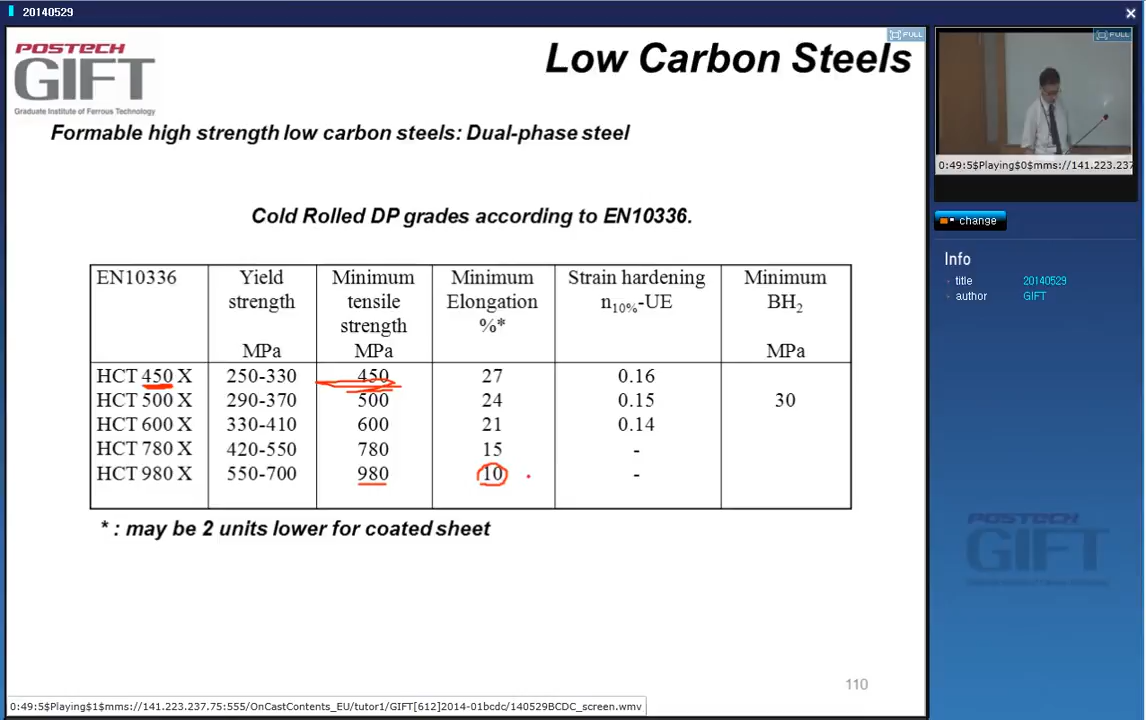 20140529
POSTECH
GIFT
Graduate Institute of Ferrous Technology
Low Carbon Steels
FULL
FULL
Formable high strength low carbon steels: Dual-phase steel
Cold Rolled DP grades according to EN10336.
EN10336 Yield strength MPa Minimum tensile strength MPa Minimum Elongation %* Strain hardening n10%-UE Minimum BH2 MPa
HCT 450 X 250-330 450 27 0.16
HCT 500 X 290-370 500 24 0.15 30
HCT 600 X 330-410 600 21 0.14
HCT 780 X 420-550 780 15 -
HCT 980 X 550-700 980 10 -
* : may be 2 units lower for coated sheet
110
0:49:5$Playing$1$mms://141.223.237.75:555/OnCastContents_EU/tutor1/GIFT[612]2014-01bcdc/140529BCDC_screen.wmv
0:49:5$Playing$0$mms://141.223.237
change
Info
title 20140529
author GIFT
POSTECH
GIFT